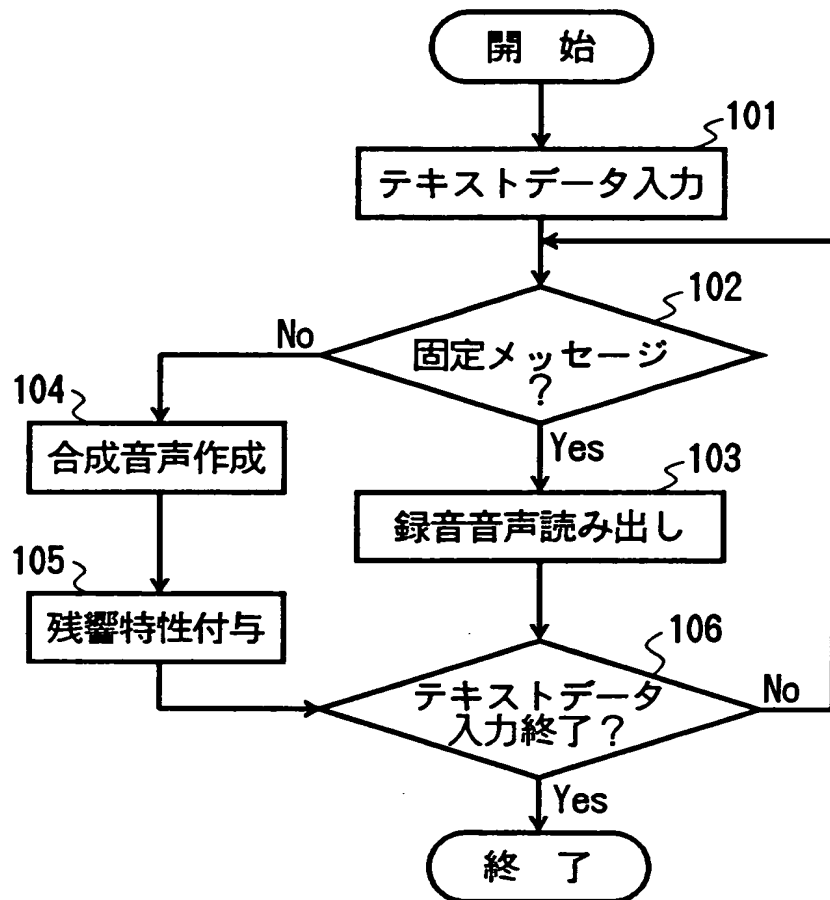 開 始
101
テキストデータ入力
102
固定メッセージ
?
No
Yes
104
合成音声作成
103
録音音声読み出し
105
残響特性付与
106
テキストデータ
入力終了?
No
Yes
終 了